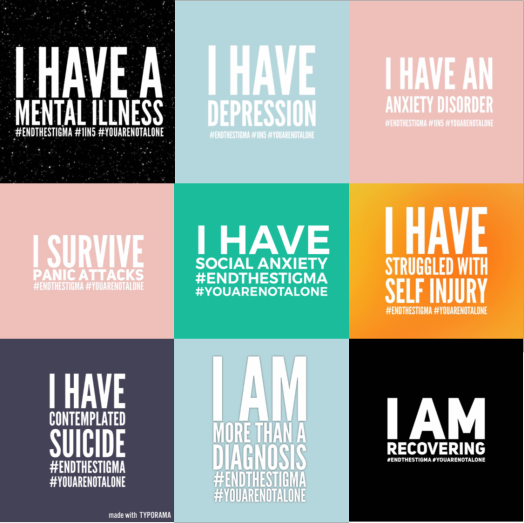 I HAVE A
MENTAL ILLNESS
#ENDTHESTIGMA #1IN5 #YOUARENOTALONE
I HAVE
DEPRESSION
#ENDTHESTIGMA #1IN5 #YOUARENOTALONE
I HAVE AN
ANXIETY DISORDER
#ENDTHESTIGMA #1IN5 #YOUARENOTALONE
I SURVIVE
PANIC ATTACKS
#ENDTHESTIGMA #YOUARENOTALONE
I HAVE
SOCIAL ANXIETY
#ENDTHESTIGMA
#YOUARENOTALONE
I HAVE
STRUGGLED WITH
SELF INJURY
#ENDTHESTIGMA #YOUARENOTALONE
I HAVE
CONTEMPLATED
SUICIDE
#ENDTHESTIGMA
#YOUARENOTALONE
made with TYPORAMA
I AM
MORE THAN A
DIAGNOSIS
#ENDTHESTIGMA
#YOUARENOTALONE
I AM
RECOVERING
#ENDTHESTIGMA #YOUARENOTALONE